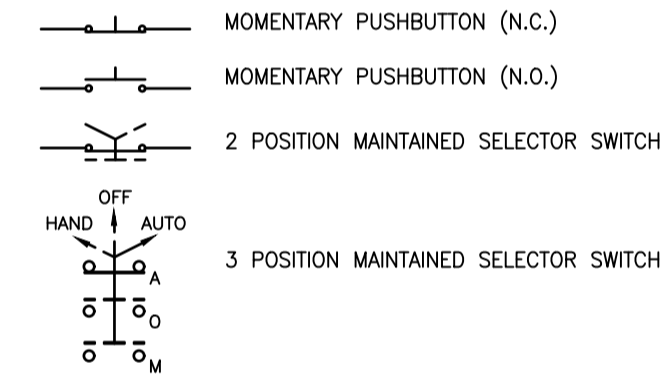 MOMENTARY PUSHBUTTON (N.C.)
MOMENTARY PUSHBUTTON (N.O.)
2 POSITION MAINTAINED SELECTOR SWITCH
OFF
HAND AUTO
3 POSITION MAINTAINED SELECTOR SWITCH
A
O
M